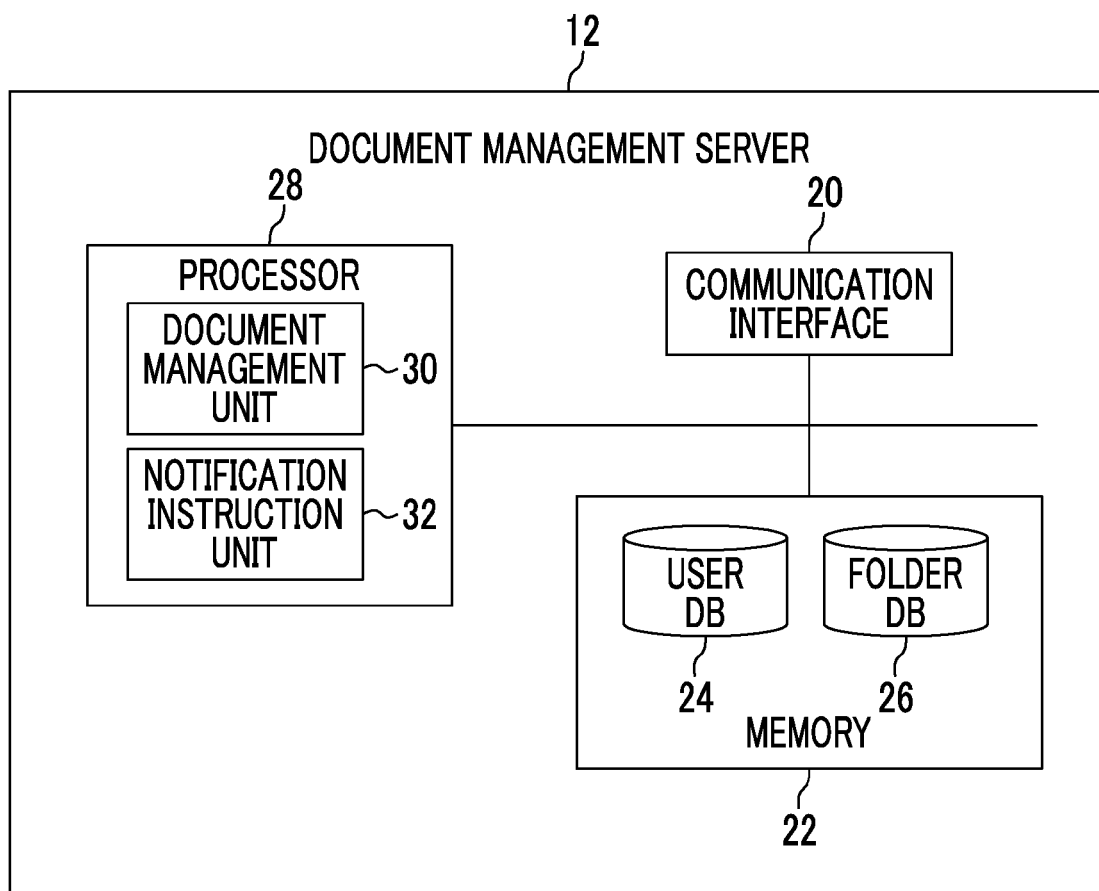 12
DOCUMENT MANAGEMENT SERVER
28
PROCESSOR
DOCUMENT
MANAGEMENT
UNIT
30
NOTIFICATION
INSTRUCTION
UNIT
32
20
COMMUNICATION
INTERFACE
USER
DB
24
FOLDER
DB
26
MEMORY
22